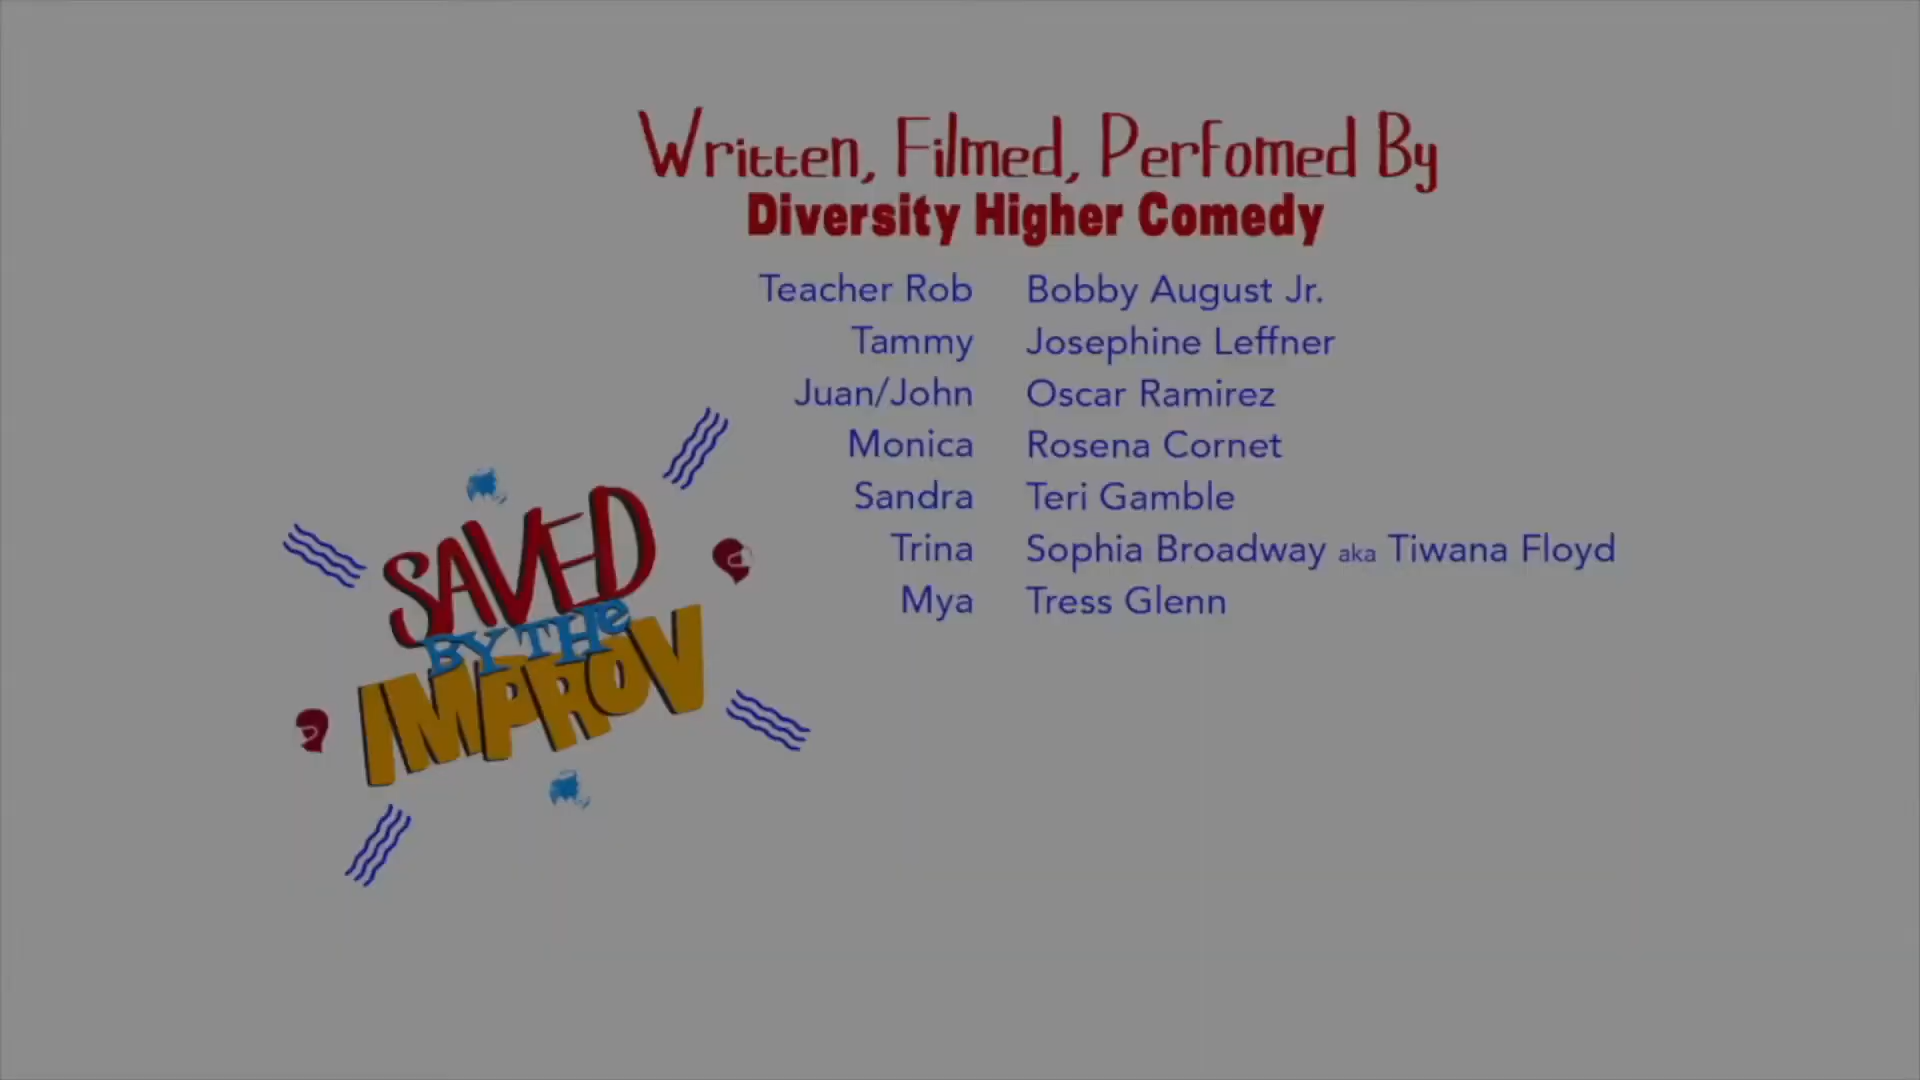 Written, Filmed, Perfomed By
Diversity Higher Comedy
Teacher Rob Bobby August Jr.
Tammy Josephine Leffner
Juan/John Oscar Ramirez
Monica Rosena Cornet
Sandra Teri Gamble
Trina Sophia Broadway aka Tiwana Floyd
Mya Tress Glenn
SAVED
BY THe
IMPROV